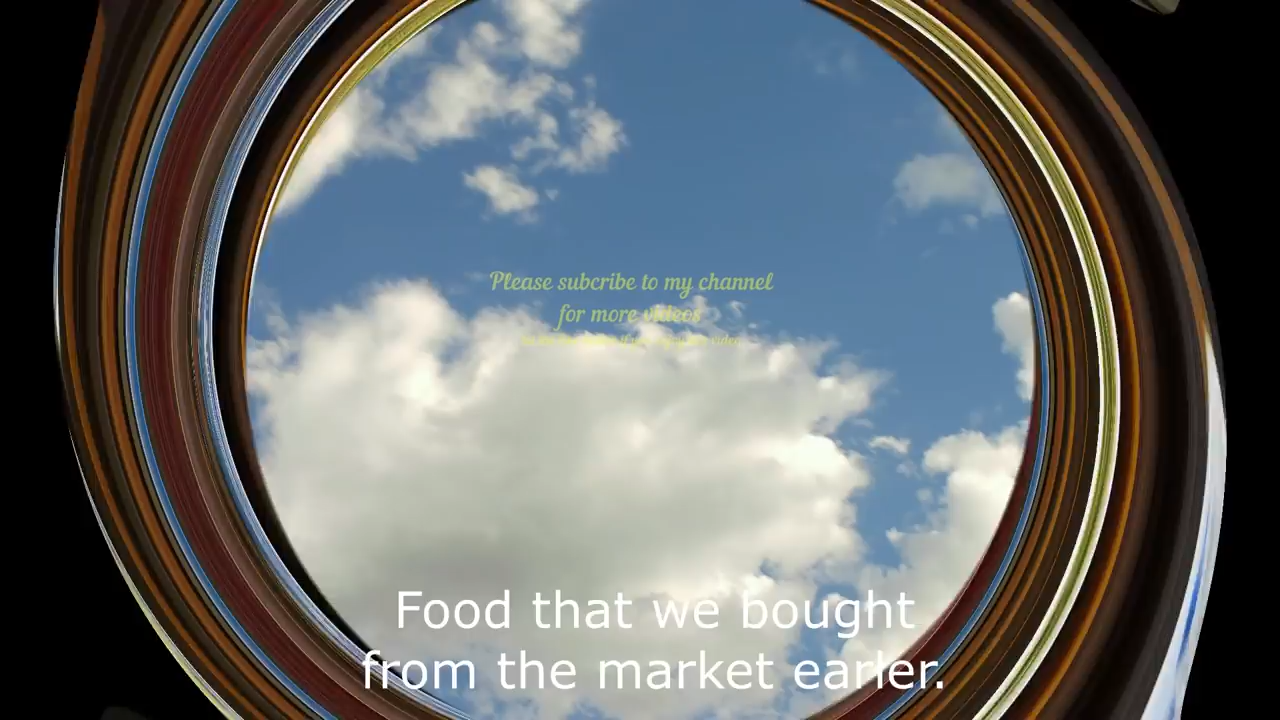 Please subcribe to my channel
for more videos
Food that we bought
from the market earler.